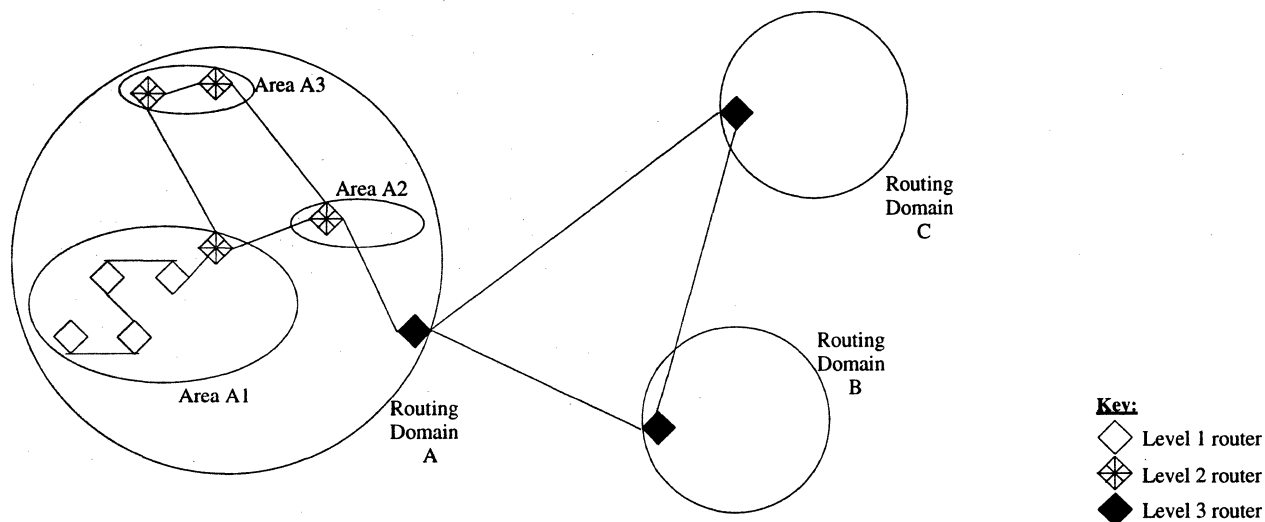 Area A3
Area A2
Area A1
Routing
Domain
A
Routing
Domain
C
Routing
Domain
B
Key:
Level 1 router
Level 2 router
Level 3 router